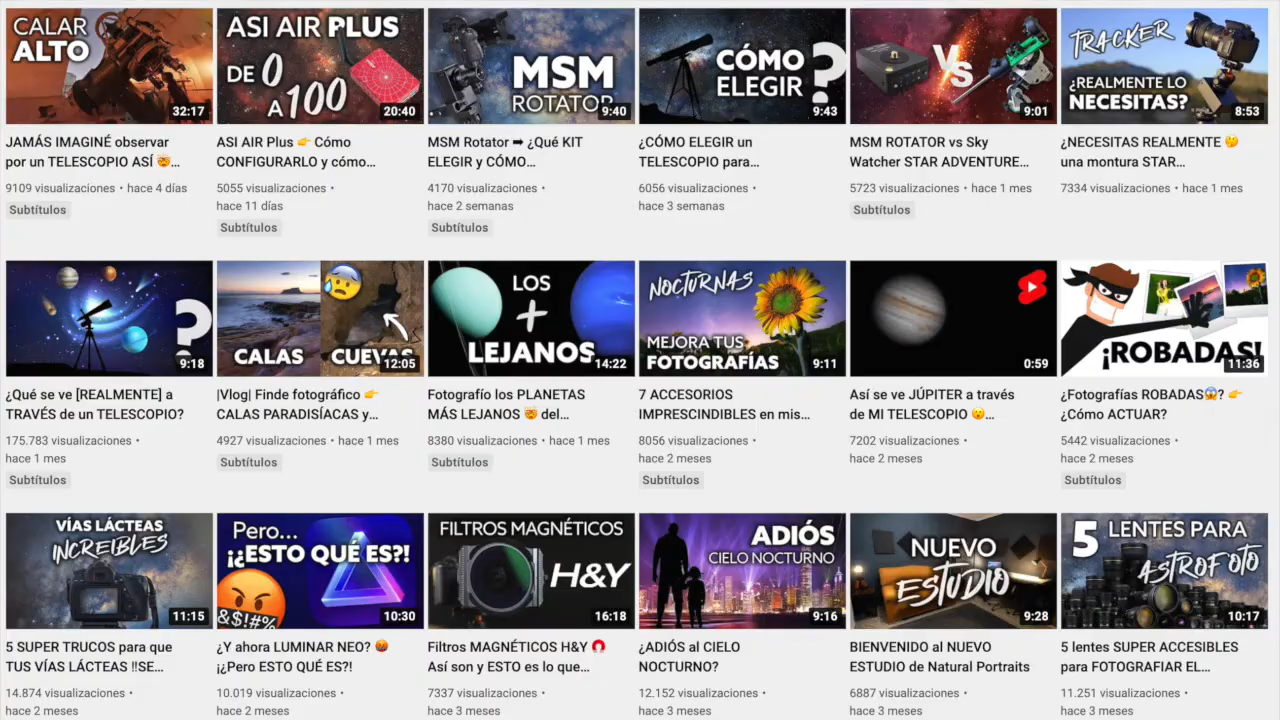 CALAR
ALTO
32:17
JAMÁS IMAGINÉ observar
por un TELESCOPIO ASÍ 🤯...
9109 visualizaciones • hace 4 días
Subtítulos
ASI AIR PLUS
DE 0
A 100
20:40
ASI AIR Plus 👉 Cómo
CONFIGURARLO y cómo...
5055 visualizaciones •
hace 11 días
Subtítulos
MSM
ROTATOR
9:40
MSM Rotator ➡ ¿Qué KIT
ELEGIR y CÓMO...
4170 visualizaciones •
hace 2 semanas
Subtítulos
CÓMO
ELEGIR ?
9:43
¿CÓMO ELEGIR un
TELESCOPIO para...
6056 visualizaciones •
hace 3 semanas
VS
9:01
MSM ROTATOR vs Sky
Watcher STAR ADVENTURE...
5723 visualizaciones • hace 1 mes
Subtítulos
TRACKER
¿REALMENTE LO
NECESITAS?
8:53
¿NECESITAS REALMENTE 🤔
una montura STAR...
7334 visualizaciones • hace 1 mes
?
9:18
¿Qué se ve [REALMENTE] a
TRAVÉS de un TELESCOPIO?
175.783 visualizaciones •
hace 1 mes
Subtítulos
CALAS
CUEVAS
12:05
|Vlog| Finde fotográfico 👉
CALAS PARADISÍACAS y...
4927 visualizaciones • hace 1 mes
Subtítulos
LOS
+
LEJANOS
14:22
Fotografío los PLANETAS
MÁS LEJANOS 🤯 del...
8380 visualizaciones • hace 1 mes
Subtítulos
NOCTURNAS
MEJORA TUS
FOTOGRAFÍAS
9:11
7 ACCESORIOS
IMPRESCINDIBLES en mis...
8056 visualizaciones •
hace 2 meses
Subtítulos
0:59
Así se ve JÚPITER a través
de MI TELESCOPIO 😮...
7202 visualizaciones •
hace 2 meses
¡ROBADAS!
11:36
¿Fotografías ROBADAS😱? 👉
¿Cómo ACTUAR?
5442 visualizaciones •
hace 2 meses
Subtítulos
VÍAS LÁCTEAS
INCREIBLES
11:15
5 SUPER TRUCOS para que
TUS VÍAS LÁCTEAS ‼SE...
14.874 visualizaciones •
hace 2 meses
Pero...
¡¿ESTO QUÉ ES?!
&$!#%
10:30
¿Y ahora LUMINAR NEO? 🤬
¡¿Pero ESTO QUÉ ES?!
10.019 visualizaciones •
hace 2 meses
FILTROS MAGNÉTICOS
H&Y
16:18
Filtros MAGNÉTICOS H&Y 🧲
Así son y ESTO es lo que...
7337 visualizaciones •
hace 3 meses
ADIÓS
CIELO NOCTURNO
9:16
¿ADIÓS al CIELO
NOCTURNO?
12.152 visualizaciones •
hace 3 meses
NUEVO
ESTUDIO
9:28
BIENVENIDO al NUEVO
ESTUDIO de Natural Portraits
6887 visualizaciones •
hace 3 meses
5 LENTES PARA
ASTROFOTO
10:17
5 lentes SUPER ACCESIBLES
para FOTOGRAFIAR EL...
11.251 visualizaciones •
hace 3 meses